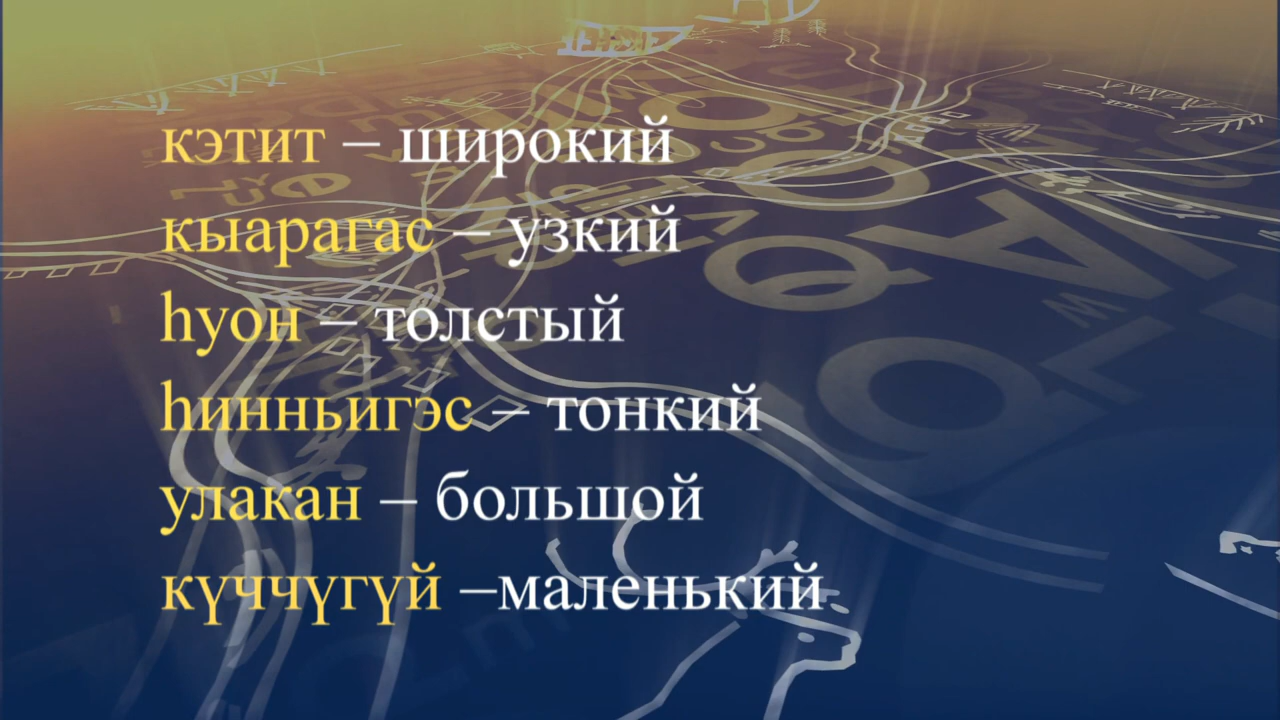 кэтит – широкий
кыарагас – узкий
һуон – толстый
һинньигэс – тонкий
улакан – большой
күччүгүй –маленький